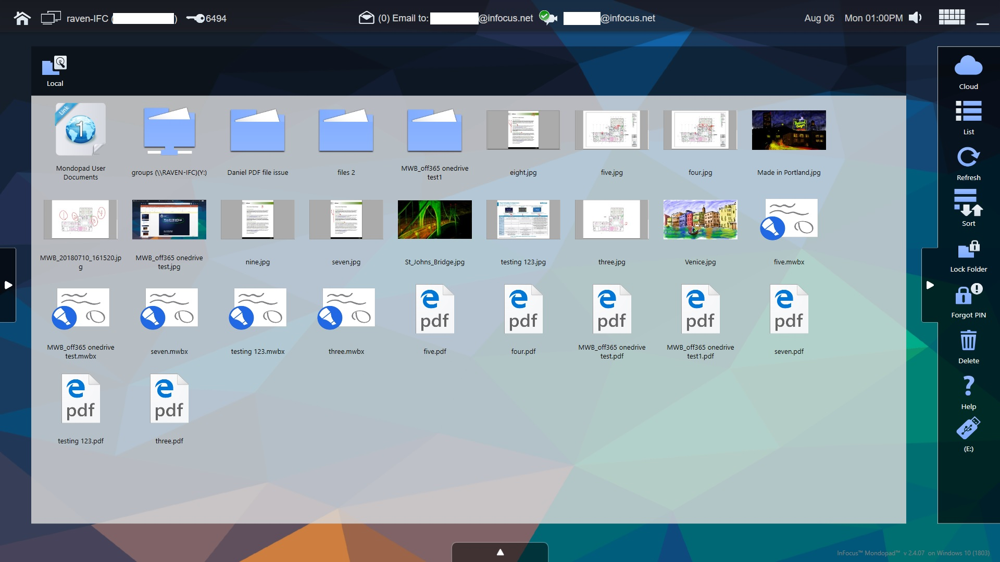 raven-IFC ( ) 6494
(0) Email to: @infocus.net
@infocus.net
Aug 06 Mon 01:00PM
Local
Link
1
Mondopad User
Documents
groups (\\RAVEN-IFC)(Y:)
Daniel PDF file issue
files 2
MWB_off365 onedrive
test1
eight.jpg
five.jpg
four.jpg
Made in Portland.jpg
MWB_20180710_161520.jp
g
MWB_off365 onedrive
test.jpg
nine.jpg
seven.jpg
St_Johns_Bridge.jpg
testing 123.jpg
three.jpg
Venice.jpg
five.mwbx
MWB_off365 onedrive
test.mwbx
seven.mwbx
testing 123.mwbx
three.mwbx
pdf
five.pdf
pdf
four.pdf
pdf
MWB_off365 onedrive
test.pdf
pdf
MWB_off365 onedrive
test1.pdf
pdf
seven.pdf
pdf
testing 123.pdf
pdf
three.pdf
Cloud
List
Refresh
Sort
Lock Folder
Forgot PIN
Delete
Help
(E:)
InFocus™ Mondopad™ v 2.4.07 on Windows 10 (1803)